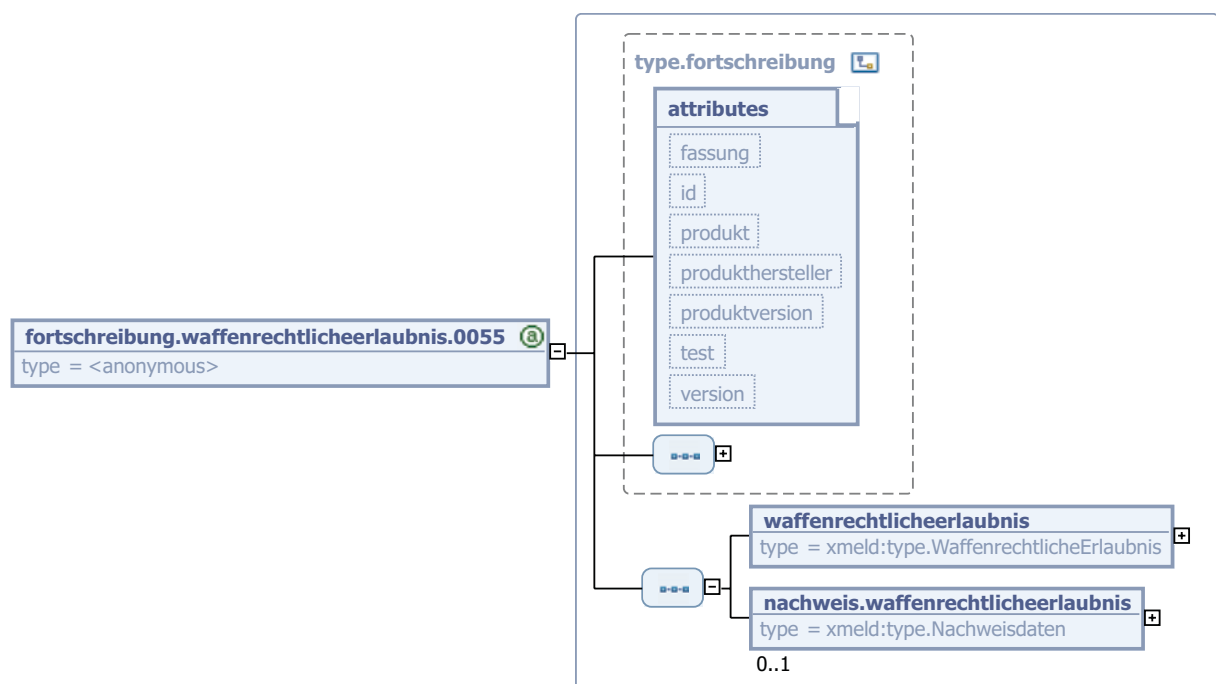 type.fortschreibung
attributes
fassung
id
produkt
produkthersteller
produktversion
test
version
fortschreibung.waffenrechtlicheerlaubnis.0055 @
type = <anonymous>
waffenrechtlicheerlaubnis
type = xmeld:type.WaffenrechtlicheErlaubnis
nachweis.waffenrechtlicheerlaubnis
type = xmeld:type.Nachweisdaten
0..1